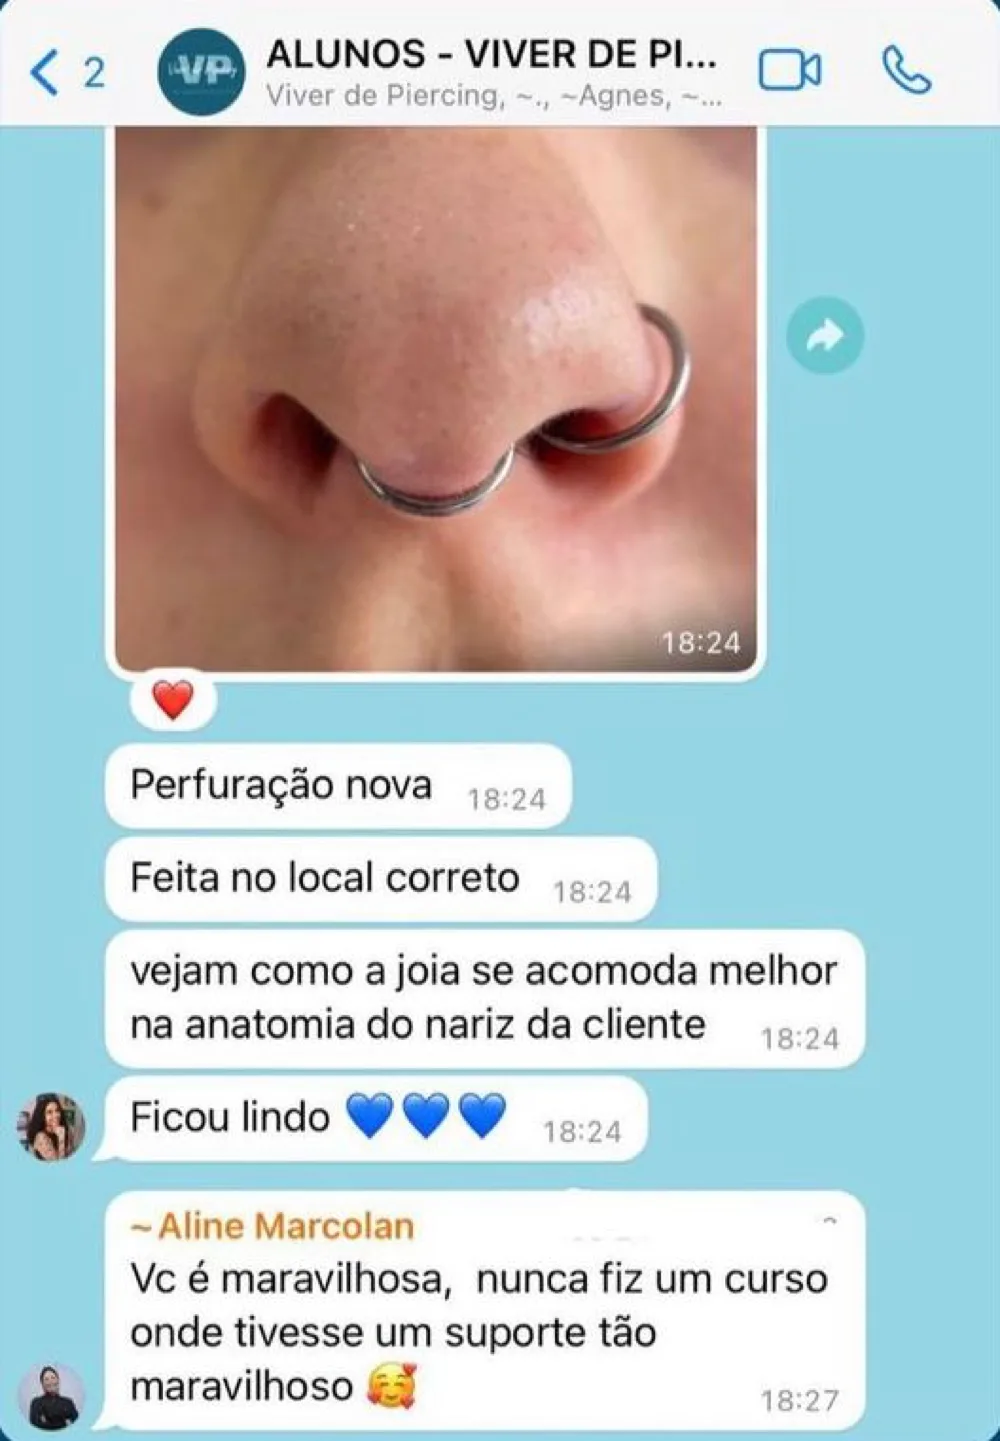 2
VP
ALUNOS - VIVER DE PI...
Viver de Piercing, ~., ~Agnes, ~...
18:24
Perfuração nova 18:24
Feita no local correto 18:24
vejam como a joia se acomoda melhor
na anatomia do nariz da cliente 18:24
Ficou lindo 💙💙💙 18:24
~Aline Marcolan
Vc é maravilhosa, nunca fiz um curso
onde tivesse um suporte tão
maravilhoso 🥰 18:27